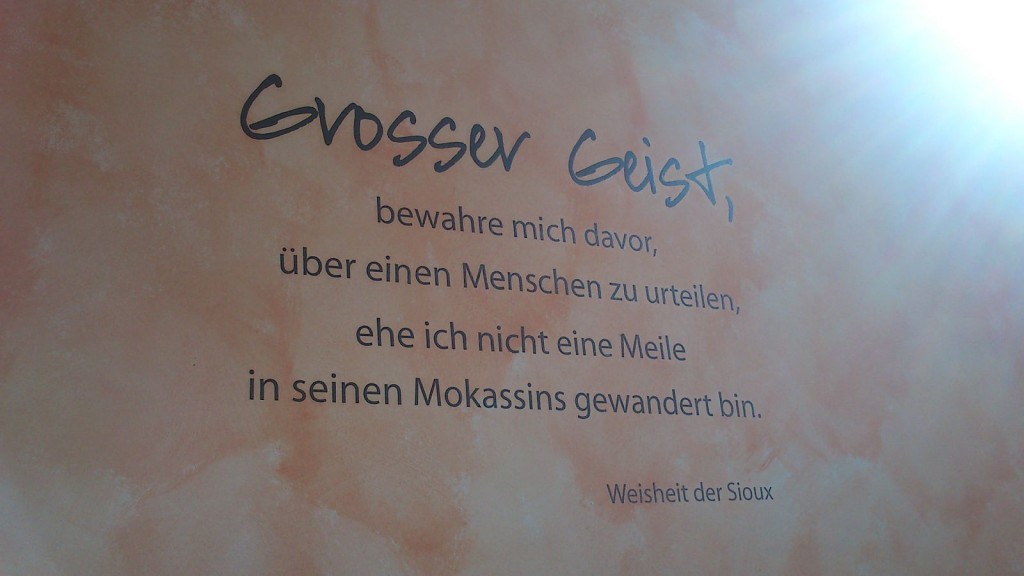 Grosser Geist,
bewahre mich davor,
über einen Menschen zu urteilen,
ehe ich nicht eine Meile
in seinen Mokassins gewandert bin.
Weisheit der Sioux